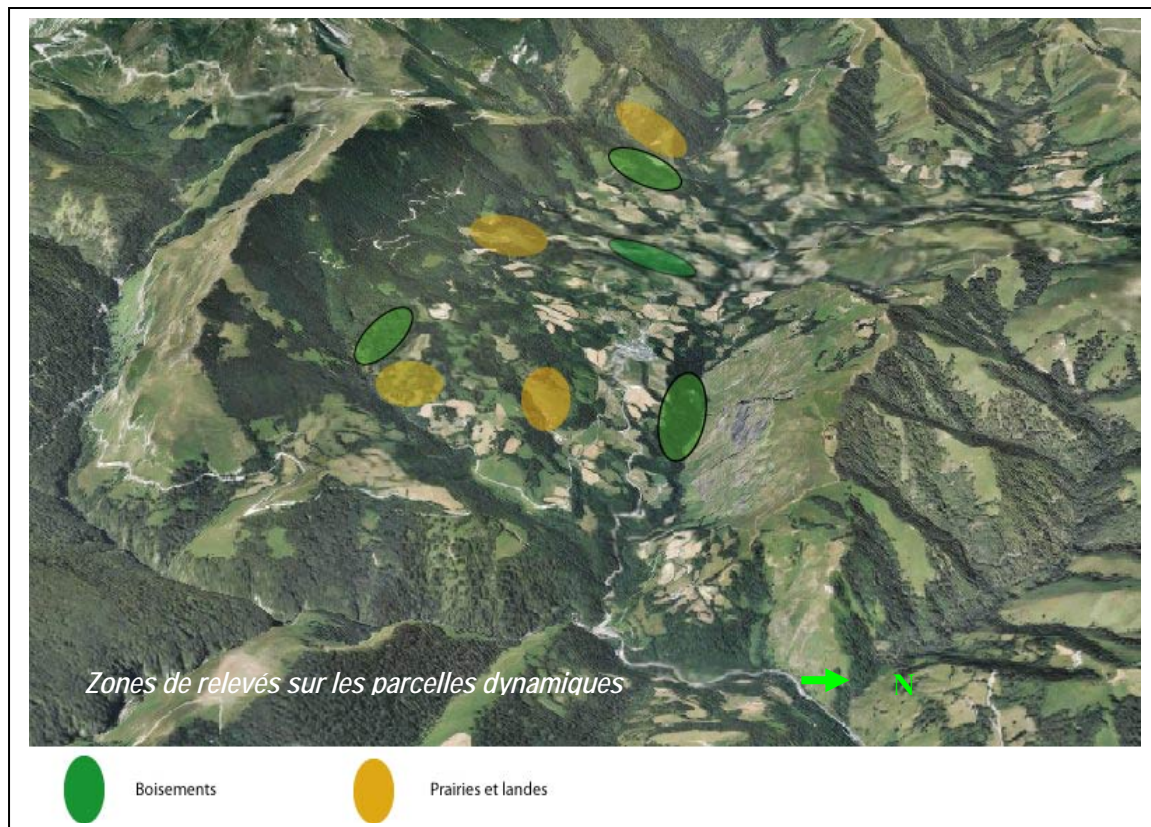 Zones de relevés sur les parcelles dynamiques
N
Boisements
Prairies et landes